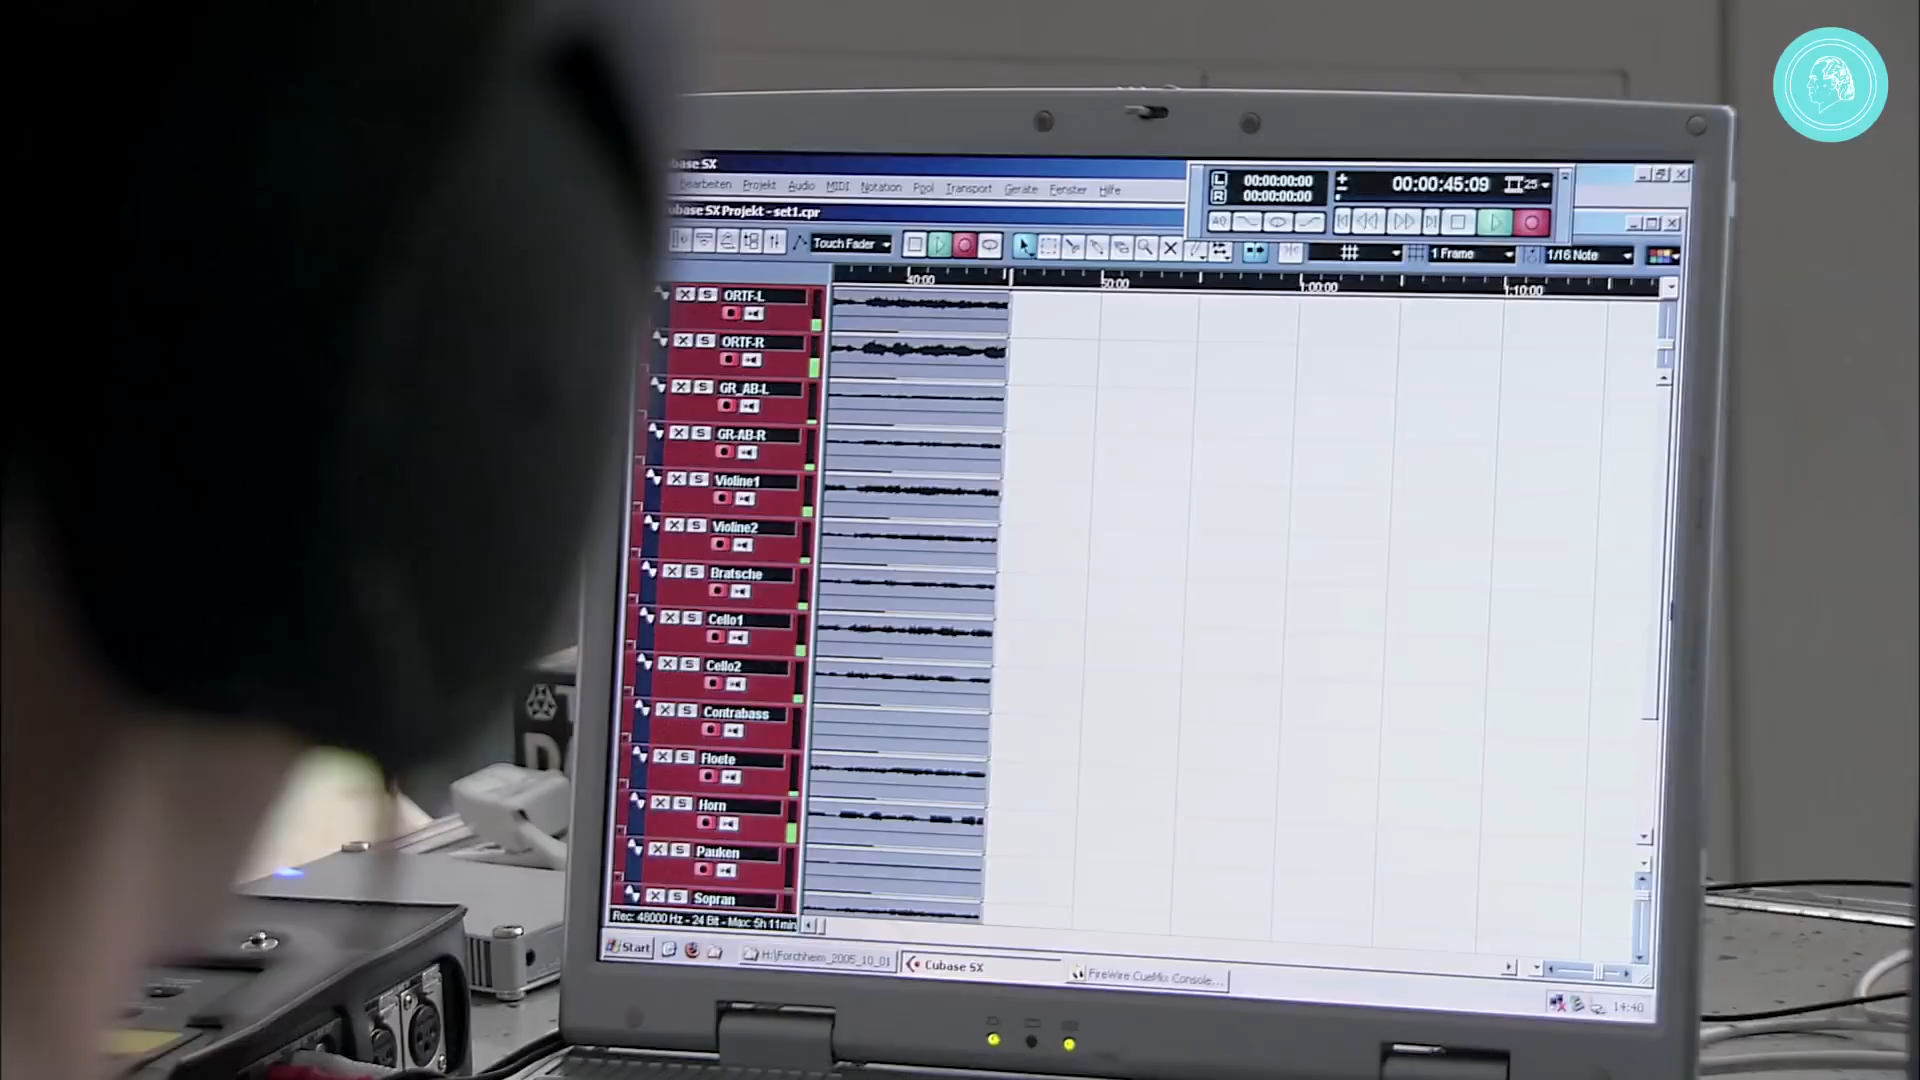 base SX
Bearbeiten Projekt Audio MIDI Notation Pool Transport Geräte Fenster Hilfe
L 00:00:00:00
R 00:00:00:00
00:00:45:09 25
ubase SX Projekt - set1.cpr
AQ
Touch Fader
1 Frame 1/16 Note
40:00 50:00 1:00:00 1:10:00
X S ORTF-L
X S ORTF-R
X S GR_AB-L
X S GR-AB-R
X S Violine1
X S Violine2
X S Bratsche
X S Cello1
X S Cello2
X S Contrabass
X S Floete
X S Horn
X S Pauken
X S Sopran
Rec: 48000 Hz - 24 Bit - Max: 5h 11min
Start H:\Forchheim_2005_10_01 Cubase SX FireWire CueMix Console... 14:40